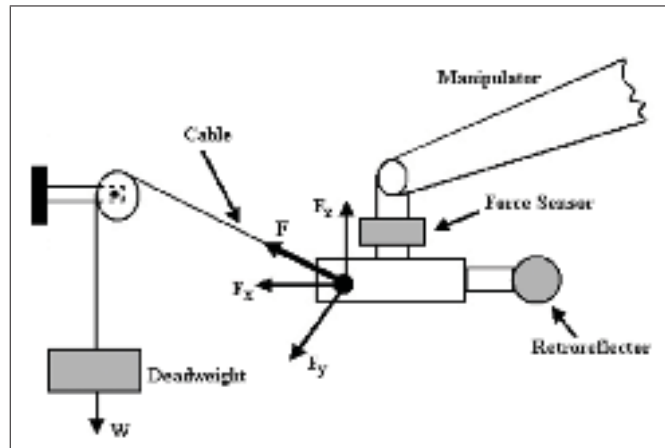 Manipulator
Cable
Force Sensor
Fz
F
Fx
Retroreflector
Fy
Deadweight
W